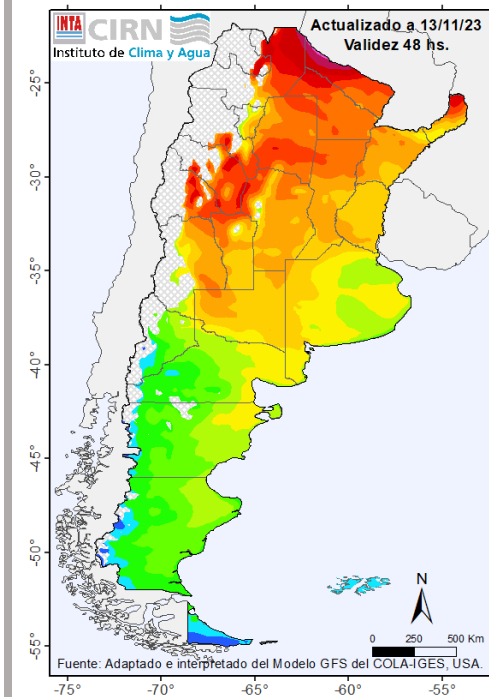 INTA CIRN
Instituto de Clima y Agua
Actualizado a 13/11/23
Validez 48 hs.
-25°
-30°
-35°
-40°
-45°
-50°
-55°
N
0 250 500 Km
Fuente: Adaptado e interpretado del Modelo GFS del COLA-IGES, USA.
-75° -70° -65° -60° -55°